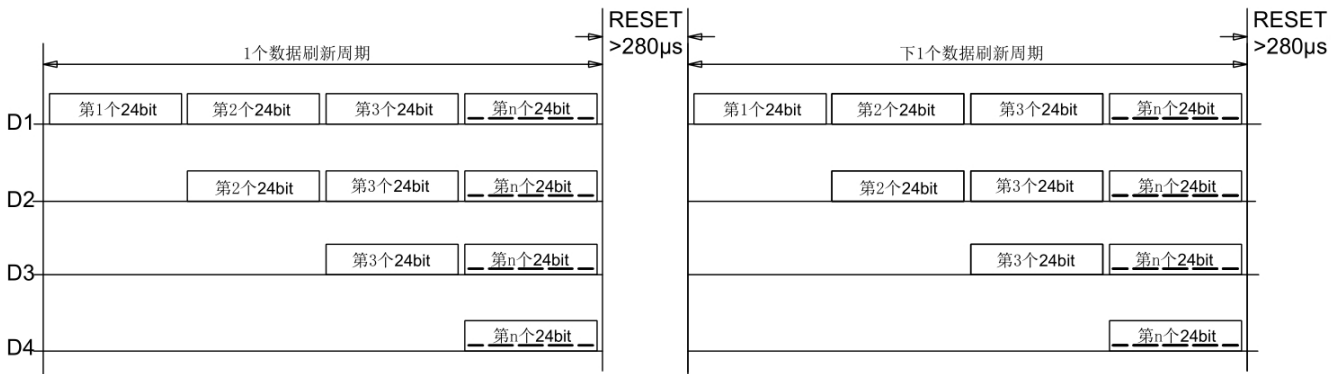 RESET
>280μs
RESET
>280μs
1个数据刷新周期
下1个数据刷新周期
D1
第1个24bit
第2个24bit
第3个24bit
第n个24bit
第1个24bit
第2个24bit
第3个24bit
第n个24bit
D2
第2个24bit
第3个24bit
第n个24bit
第2个24bit
第3个24bit
第n个24bit
D3
第3个24bit
第n个24bit
第3个24bit
第n个24bit
D4
第n个24bit
第n个24bit